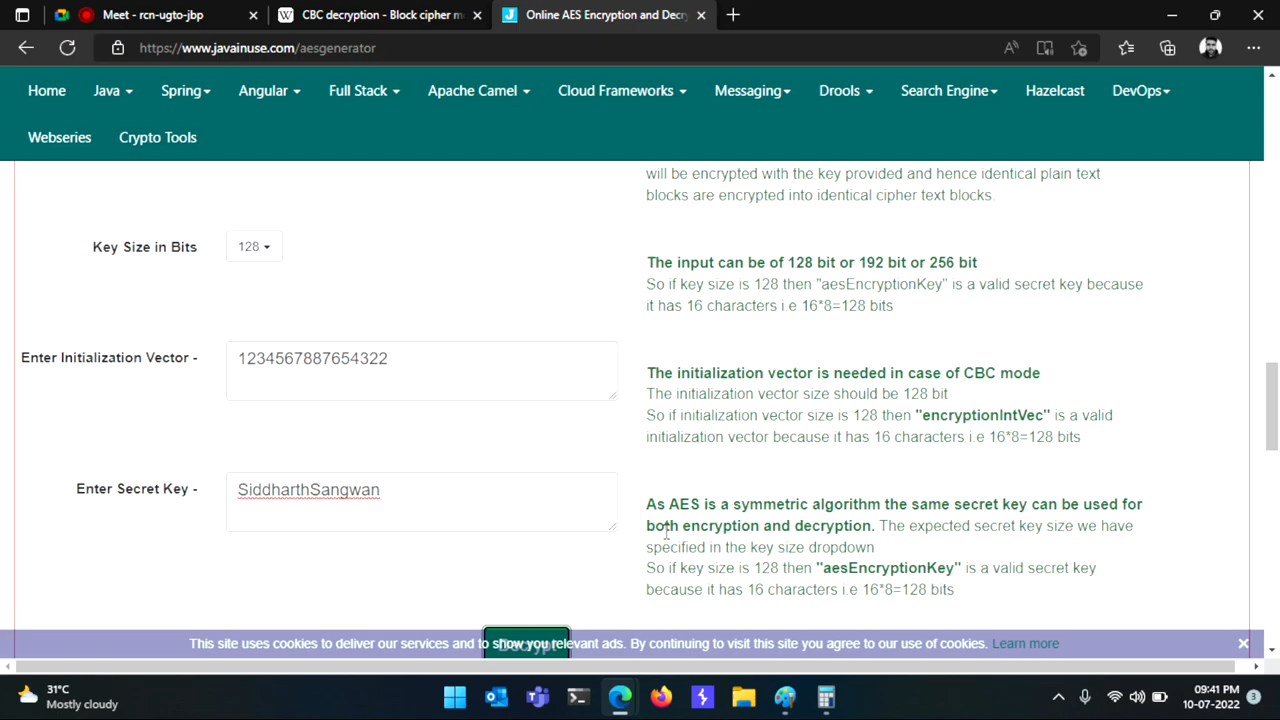 Meet - rcn-ugto-jbp
CBC decryption - Block cipher m
Online AES Encryption and Decry
https://www.javainuse.com/aesgenerator
Home Java Spring Angular Full Stack Apache Camel Cloud Frameworks Messaging Drools Search Engine Hazelcast DevOps
Webseries Crypto Tools
will be encrypted with the key provided and hence identical plain text
blocks are encrypted into identical cipher text blocks.
Key Size in Bits
128
The input can be of 128 bit or 192 bit or 256 bit
So if key size is 128 then "aesEncryptionKey" is a valid secret key because
it has 16 characters i.e 16*8=128 bits
Enter Initialization Vector -
1234567887654322
The initialization vector is needed in case of CBC mode
The initialization vector size should be 128 bit
So if initialization vector size is 128 then "encryptionIntVec" is a valid
initialization vector because it has 16 characters i.e 16*8=128 bits
Enter Secret Key -
SiddharthSangwan
As AES is a symmetric algorithm the same secret key can be used for
both encryption and decryption. The expected secret key size we have
specified in the key size dropdown
So if key size is 128 then "aesEncryptionKey" is a valid secret key
because it has 16 characters i.e 16*8=128 bits
Decrypt
This site uses cookies to deliver our services and to show you relevant ads. By continuing to visit this site you agree to our use of cookies. Learn more
31°C
Mostly cloudy
09:41 PM
10-07-2022
3